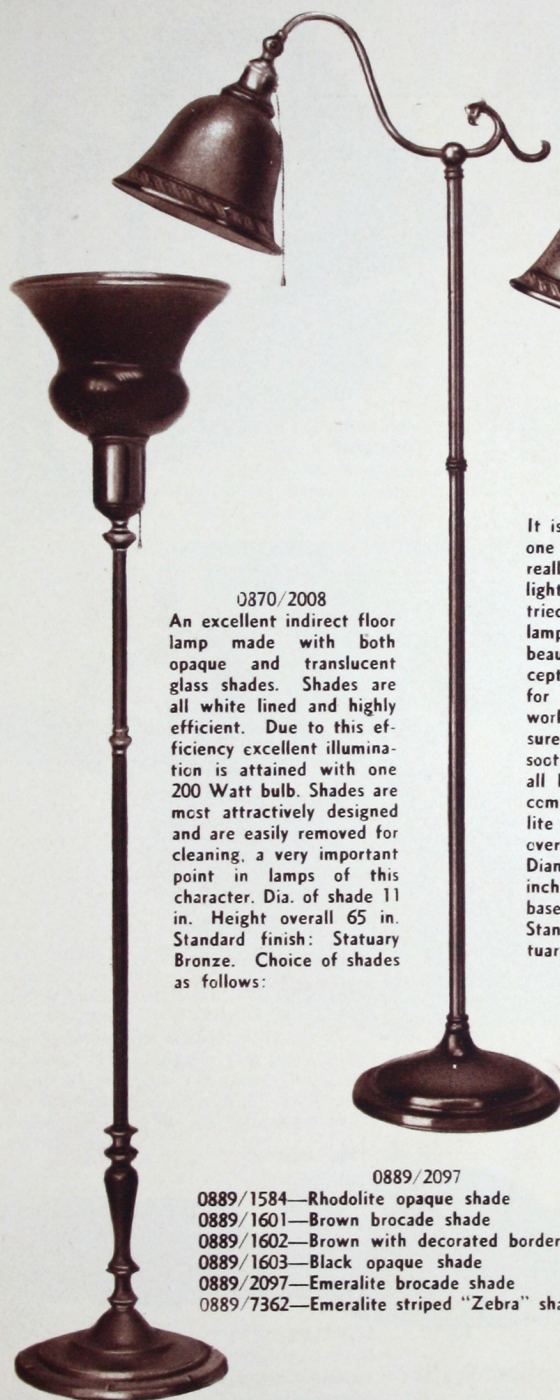 0870/2008
An excellent indirect floor
lamp made with both
opaque and translucent
glass shades. Shades are
all white lined and highly
efficient. Due to this ef-
ficiency excellent illumina-
tion is attained with one
200 Watt bulb. Shades are
most attractively designed
and are easily removed for
cleaning, a very important
point in lamps of this
character. Dia. of shade 11
in. Height overall 65 in.
Standard finish: Statuary
Bronze. Choice of shades
as follows:
It is
one
reall
light
tried
lamp
beau
cept
for
work
sure
soot
all
com
lite
over
Diam
inch
base
Stan
tuar
0889/2097
0889/1584—Rhodolite opaque shade
0889/1601—Brown brocade shade
0889/1602—Brown with decorated border
0889/1603—Black opaque shade
0889/2097—Emeralite brocade shade
0889/7362—Emeralite striped "Zebra" sha